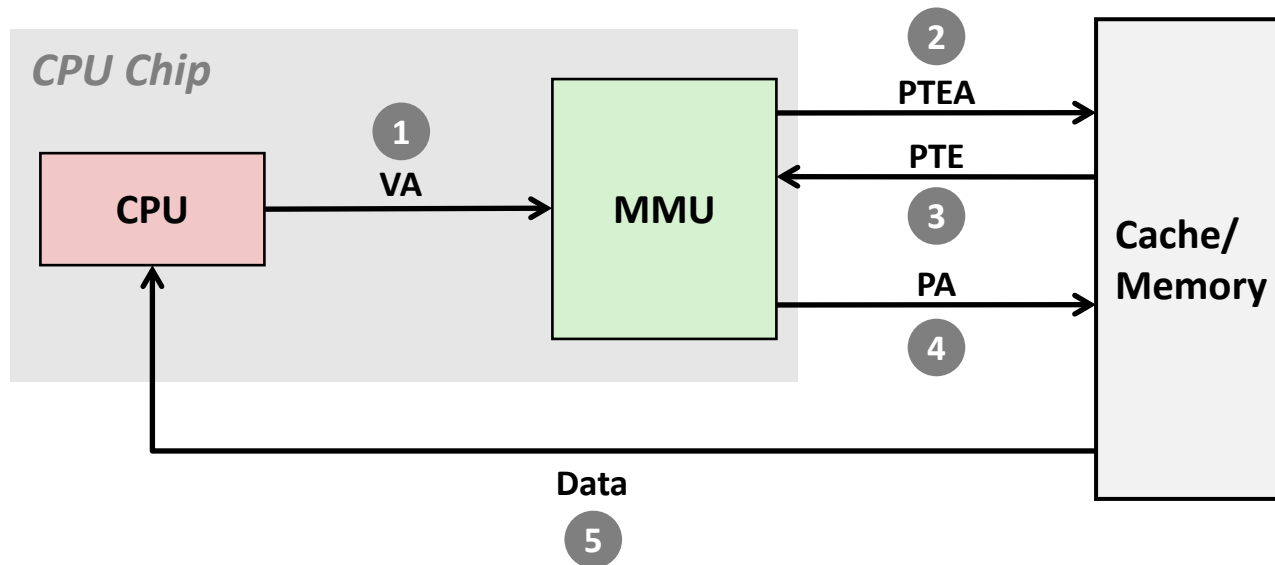 CPU Chip
2
PTEA
1
VA
CPU
MMU
PTE
3
Cache/
Memory
PA
4
Data
5